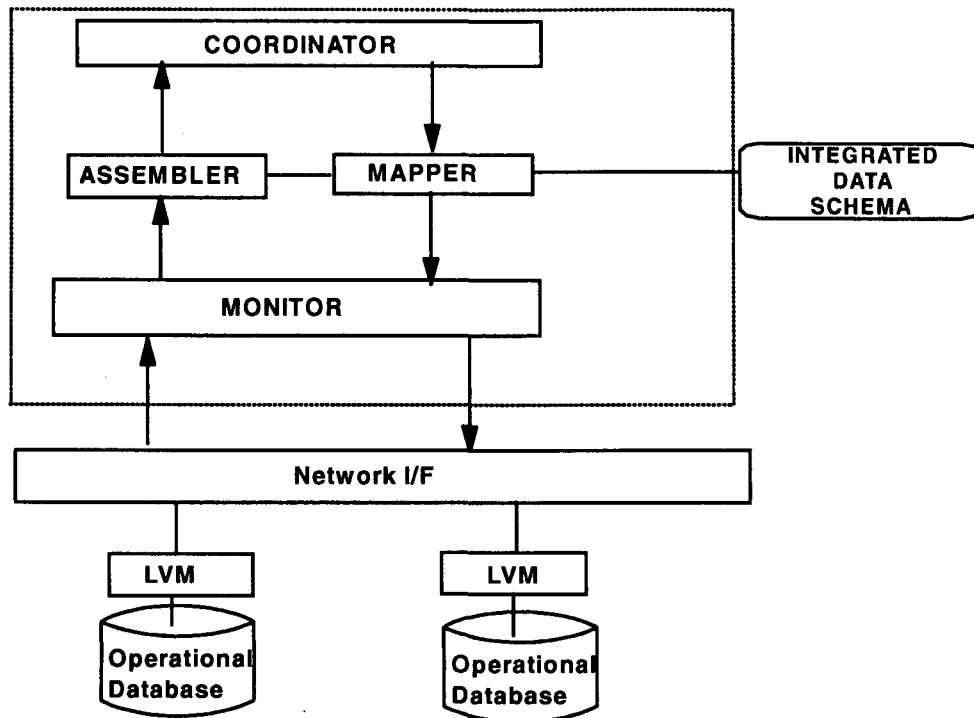 COORDINATOR
ASSEMBLER
MAPPER
INTEGRATED
DATA
SCHEMA
MONITOR
Network I/F
LVM
LVM
Operational
Database
Operational
Database